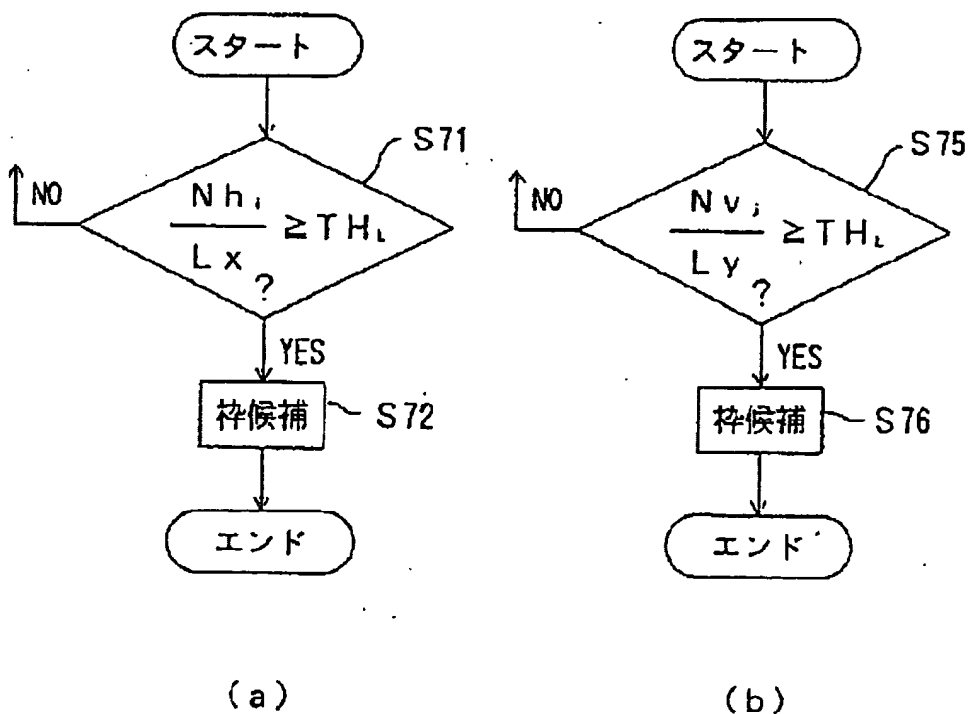 スタート
S71
NO
Nhᵢ
Lx
≧THL
?
YES
枠候補
S72
エンド
(a)
スタート
S75
NO
Nvⱼ
Ly
≧THL
?
YES
枠候補
S76
エンド
(b)